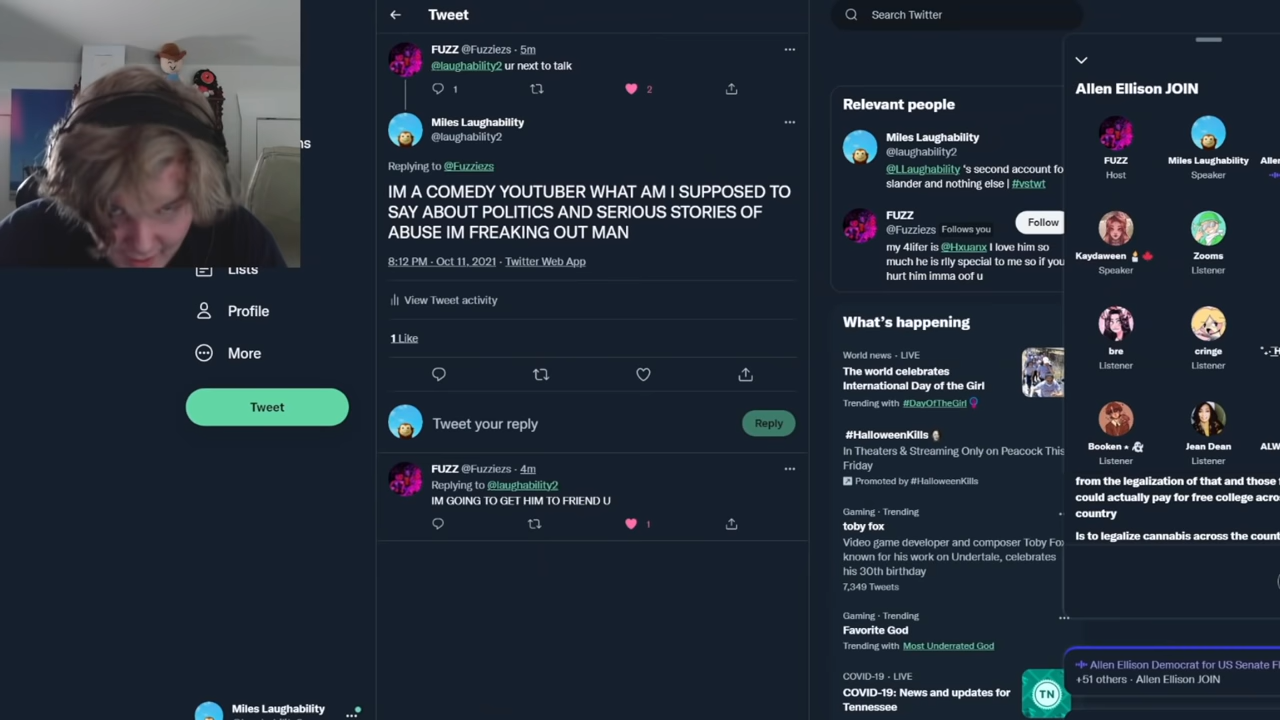 ns
Lists
Profile
More
Tweet
Miles Laughability
Tweet
FUZZ @Fuzziezs · 5m
@laughability2 ur next to talk
1
2
Miles Laughability
@laughability2
Replying to @Fuzziezs
IM A COMEDY YOUTUBER WHAT AM I SUPPOSED TO
SAY ABOUT POLITICS AND SERIOUS STORIES OF
ABUSE IM FREAKING OUT MAN
8:12 PM · Oct 11, 2021 · Twitter Web App
View Tweet activity
1 Like
Tweet your reply
Reply
FUZZ @Fuzziezs · 4m
Replying to @laughability2
IM GOING TO GET HIM TO FRIEND U
1
Search Twitter
Relevant people
Miles Laughability
@laughability2
@LLaughability 's second account fo
slander and nothing else | #vstwt
FUZZ
@Fuzziezs Follows you
Follow
my 4lifer is @Hxuanx I love him so
much he is rlly special to me so if you
hurt him imma oof u
What's happening
World news · LIVE
The world celebrates
International Day of the Girl
Trending with #DayOfTheGirl
#HalloweenKills
In Theaters & Streaming Only on Peacock This
Friday
Promoted by #HalloweenKills
Gaming · Trending
toby fox
Video game developer and composer Toby Fox
known for his work on Undertale, celebrates
his 30th birthday
7,349 Tweets
Gaming · Trending
Favorite God
Trending with Most Underrated God
COVID-19 · LIVE
COVID-19: News and updates for
Tennessee
TN
Allen Ellison JOIN
FUZZ
Host
Miles Laughability
Speaker
Aller
Kaydaween
Speaker
Zooms
Listener
bre
Listener
cringe
Listener
Booken
Listener
Jean Dean
Listener
ALW
from the legalization of that and those
could actually pay for free college acro
country
Is to legalize cannabis across the count
Allen Ellison Democrat for US Senate Fl
+51 others · Allen Ellison JOIN